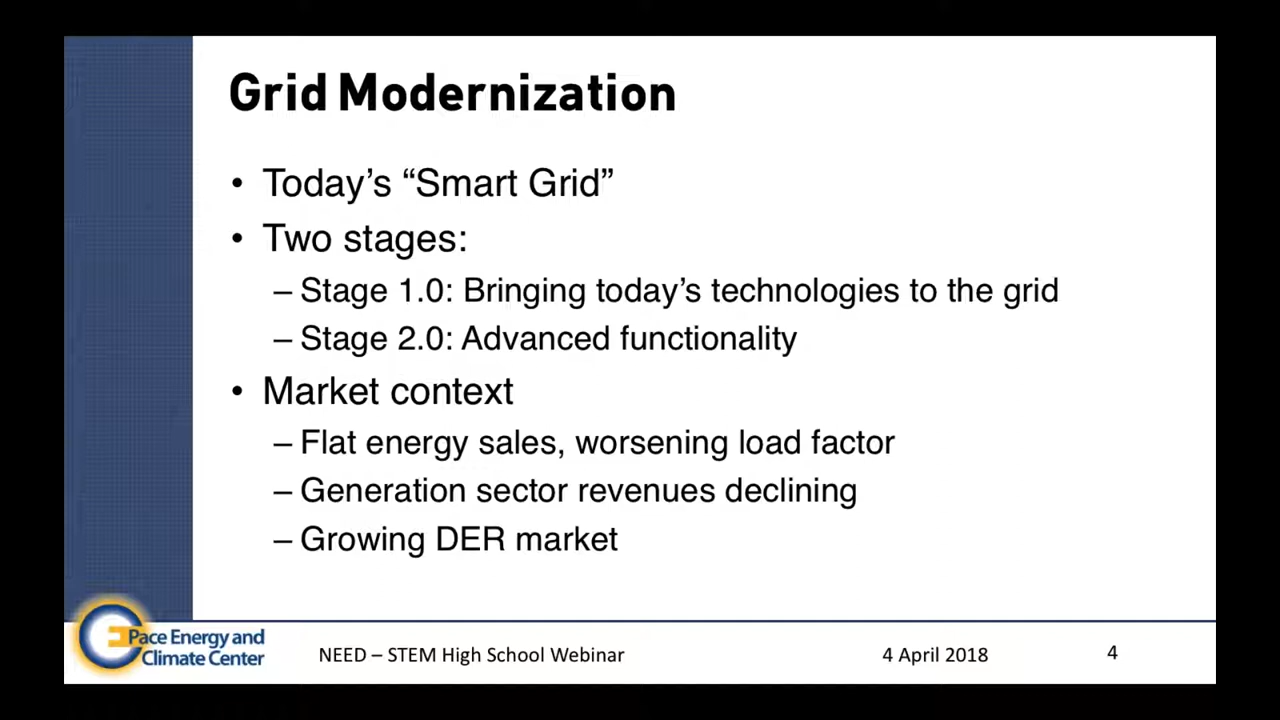 Grid Modernization
• Today’s “Smart Grid”
• Two stages:
– Stage 1.0: Bringing today’s technologies to the grid
– Stage 2.0: Advanced functionality
• Market context
– Flat energy sales, worsening load factor
– Generation sector revenues declining
– Growing DER market
Pace Energy and
Climate Center
NEED – STEM High School Webinar
4 April 2018
4